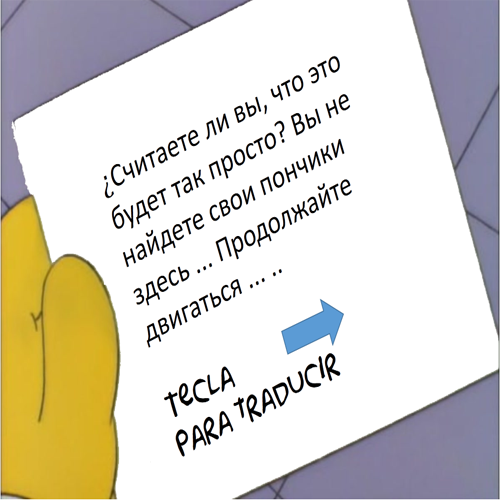 ¿Считаете ли вы, что это
будет так просто? Вы не
найдете свои пончики
здесь ... Продолжайте
двигаться ... ..
TECLA
PARA TRADUCIR